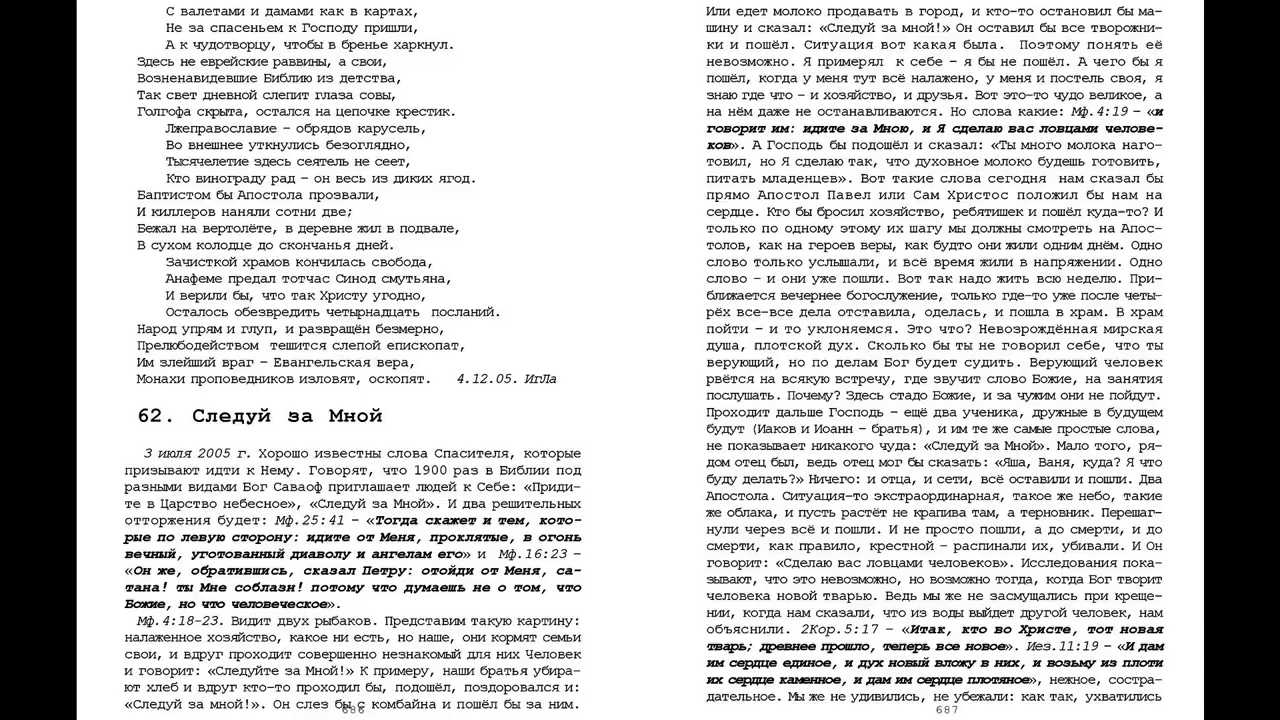 С валетами и дамами как в картах,
Не за спасеньем к Господу пришли,
А к чудотворцу, чтобы в бренье харкнул.
Здесь не еврейские раввины, а свои,
Возненавидевшие Библию из детства,
Так свет дневной слепит глаза совы,
Голгофа скрыта, остался на цепочке крестик.
Лжеправославие – обрядов карусель,
Во внешнее уткнулись безоглядно,
Тысячелетие здесь сеятель не сеет,
Кто винограду рад – он весь из диких ягод.
Баптистом бы Апостола прозвали,
И киллеров наняли сотни две;
Бежал на вертолёте, в деревне жил в подвале,
В сухом колодце до скончанья дней.
Зачисткой храмов кончилась свобода,
Анафеме предал тотчас Синод смутьяна,
И верили бы, что так Христу угодно,
Осталось обезвредить четырнадцать посланий.
Народ упрям и глуп, и развращён безмерно,
Прелюбодейством тешится слепой епископат,
Им злейший враг – Евангельская вера,
Монахи проповедников изловят, оскопят. 4.12.05. ИгЛа
62. Следуй за Мной
3 июля 2005 г. Хорошо известны слова Спасителя, которые
призывают идти к Нему. Говорят, что 1900 раз в Библии под
разными видами Бог Саваоф приглашает людей к Себе: «Приди-
те в Царство небесное», «Следуй за Мной». И два решительных
отторжения будет: Мф.25:41 – «Тогда скажет и тем, кото-
рые по левую сторону: идите от Меня, проклятые, в огонь
вечный, уготованный диаволу и ангелам его» и Мф.16:23 –
«Он же, обратившись, сказал Петру: отойди от Меня, са-
тана! ты Мне соблазн! потому что думаешь не о том, что
Божие, но что человеческое».
Мф.4:18-23. Видит двух рыбаков. Представим такую картину:
налаженное хозяйство, какое ни есть, но наше, они кормят семьи
свои, и вдруг проходит совершенно незнакомый для них Человек
и говорит: «Следуйте за Мной!» К примеру, наши братья убира-
ют хлеб и вдруг кто-то проходил бы, подошёл, поздоровался и:
«Следуй за мной!». Он слез бы с комбайна и пошёл бы за ним.
686
Или едет молоко продавать в город, и кто-то остановил бы ма-
шину и сказал: «Следуй за мной!» Он оставил бы все творожни-
ки и пошёл. Ситуация вот какая была. Поэтому понять её
невозможно. Я примерял к себе – я бы не пошёл. А чего бы я
пошёл, когда у меня тут всё налажено, у меня и постель своя, я
знаю где что – и хозяйство, и друзья. Вот это-то чудо великое, а
на нём даже не останавливаются. Но слова какие: Мф.4:19 – «и
говорит им: идите за Мною, и Я сделаю вас ловцами челове-
ков». А Господь бы подошёл и сказал: «Ты много молока наго-
товил, но Я сделаю так, что духовное молоко будешь готовить,
питать младенцев». Вот такие слова сегодня нам сказал бы
прямо Апостол Павел или Сам Христос положил бы нам на
сердце. Кто бы бросил хозяйство, ребятишек и пошёл куда-то? И
только по одному этому их шагу мы должны смотреть на Апос-
толов, как на героев веры, как будто они жили одним днём. Одно
слово только услышали, и всё время жили в напряжении. Одно
слово – и они уже пошли. Вот так надо жить всю неделю. При-
ближается вечернее богослужение, только где-то уже после четы-
рёх все-все дела отставила, оделась, и пошла в храм. В храм
пойти – и то уклоняемся. Это что? Невозрождённая мирская
душа, плотской дух. Сколько бы ты не говорил себе, что ты
верующий, но по делам Бог будет судить. Верующий человек
рвётся на всякую встречу, где звучит слово Божие, на занятия
послушать. Почему? Здесь стадо Божие, и за чужим они не пойдут.
Проходит дальше Господь – ещё два ученика, дружные в будущем
будут (Иаков и Иоанн – братья), и им те же самые простые слова,
не показывает никакого чуда: «Следуй за Мной». Мало того, ря-
дом отец был, ведь отец мог бы сказать: «Яша, Ваня, куда? Я что
буду делать?» Ничего: и отца, и сети, всё оставили и пошли. Два
Апостола. Ситуация-то экстраординарная, такое же небо, такие
же облака, и пусть растёт не крапива там, а терновник. Перешаг-
нули через всё и пошли. И не просто пошли, а до смерти, и до
смерти, как правило, крестной – распинали их, убивали. И Он
говорит: «Сделаю вас ловцами человеков». Исследования пока-
зывают, что это невозможно, но возможно тогда, когда Бог творит
человека новой тварью. Ведь мы же не засмущались при креще-
нии, когда нам сказали, что из воды выйдет другой человек, нам
объяснили. 2Кор.5:17 – «Итак, кто во Христе, тот новая
тварь; древнее прошло, теперь все новое». Иез.11:19 – «И дам
им сердце единое, и дух новый вложу в них, и возьму из плоти
их сердце каменное, и дам им сердце плотяное», нежное, состра-
дательное. Мы же не удивились, не убежали: как так, ухватились
687